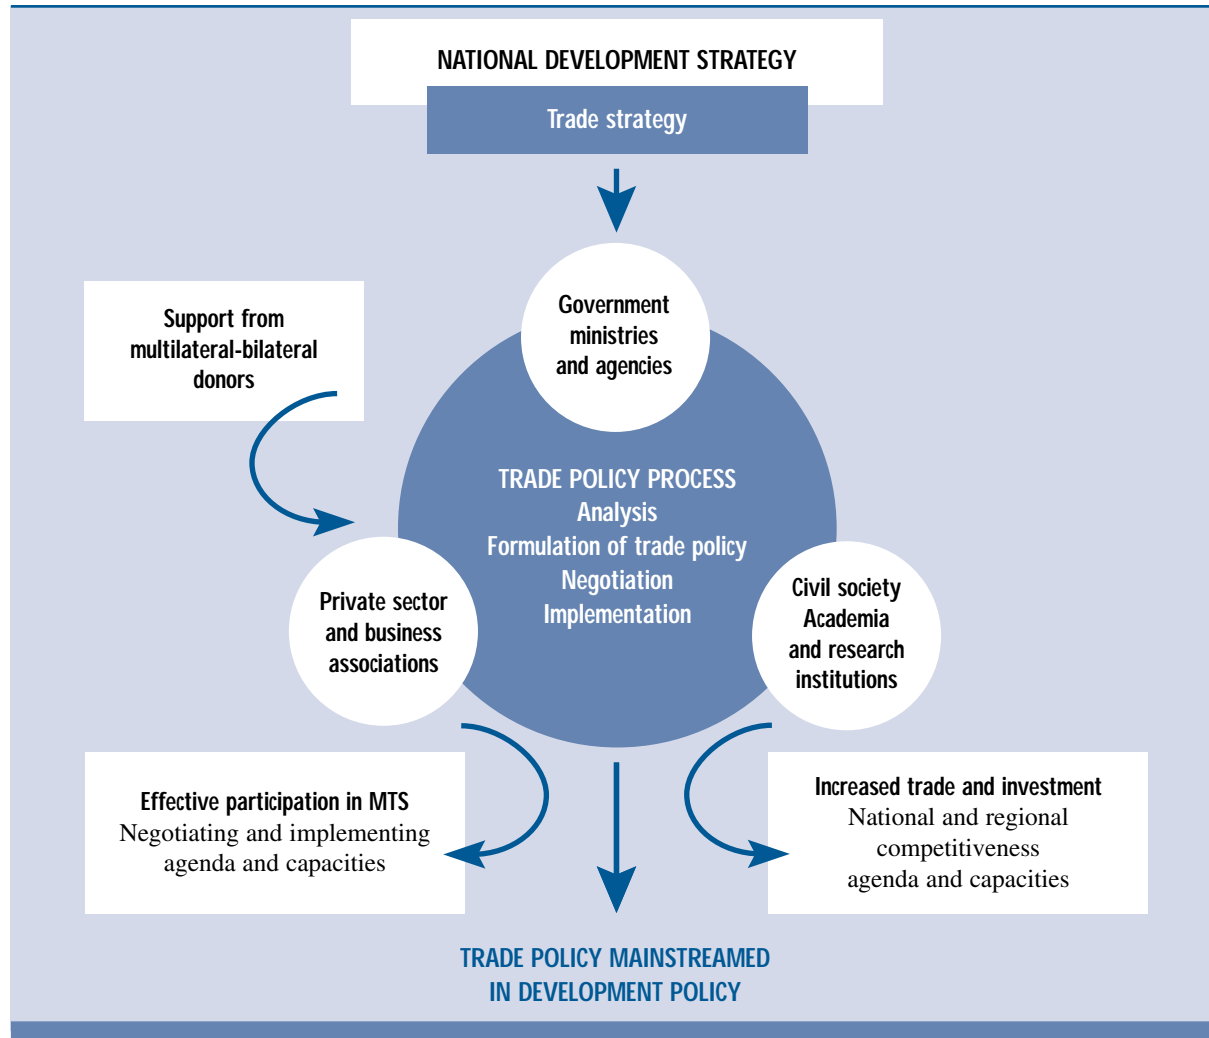 NATIONAL DEVELOPMENT STRATEGY
Trade strategy
Government
ministries
and agencies
Support from
multilateral-bilateral
donors
TRADE POLICY PROCESS
Analysis
Formulation of trade policy
Negotiation
Implementation
Private sector
and business
associations
Civil society
Academia
and research
institutions
Effective participation in MTS
Negotiating and implementing
agenda and capacities
Increased trade and investment
National and regional
competitiveness
agenda and capacities
TRADE POLICY MAINSTREAMED
IN DEVELOPMENT POLICY